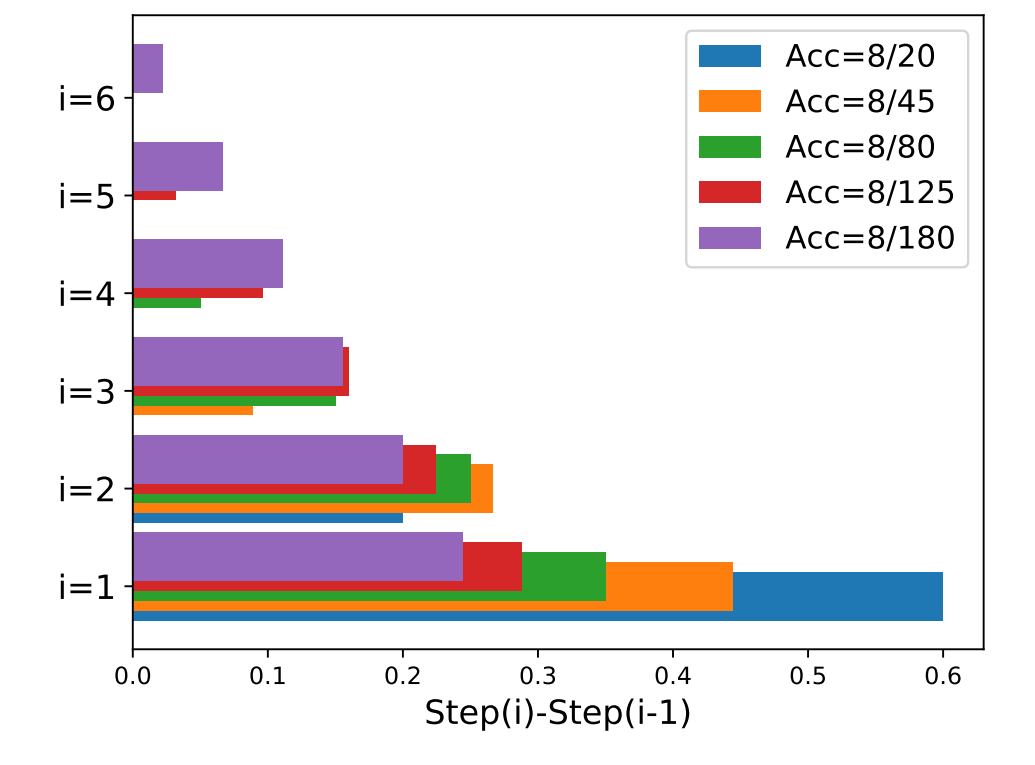 i=6
i=5
i=4
i=3
i=2
i=1
Acc=8/20
Acc=8/45
Acc=8/80
Acc=8/125
Acc=8/180
0.0 0.1 0.2 0.3 0.4 0.5 0.6
Step(i)-Step(i-1)